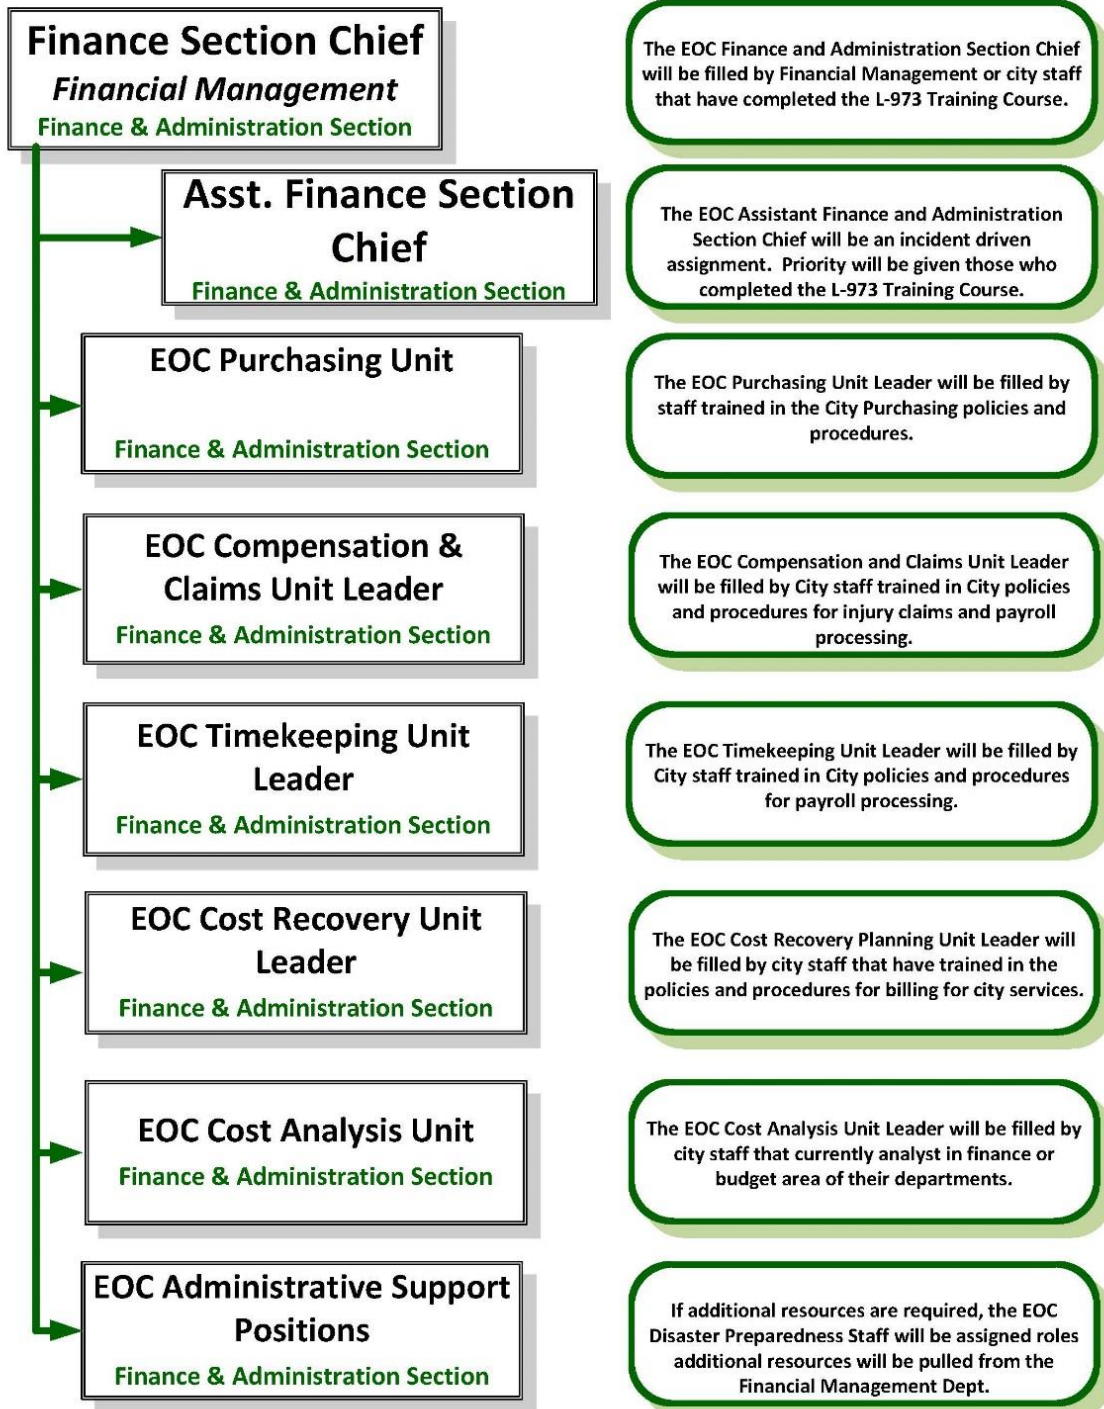 Finance Section Chief
Financial Management
Finance & Administration Section
The EOC Finance and Administration Section Chief
will be filled by Financial Management or city staff
that have completed the L-973 Training Course.
Asst. Finance Section
Chief
Finance & Administration Section
The EOC Assistant Finance and Administration
Section Chief will be an incident driven
assignment.  Priority will be given those who
completed the L-973 Training Course.
EOC Purchasing Unit
Finance & Administration Section
The EOC Purchasing Unit Leader will be filled by
staff trained in the City Purchasing policies and
procedures.
EOC Compensation &
Claims Unit Leader
Finance & Administration Section
The EOC Compensation and Claims Unit Leader
will be filled by City staff trained in City policies
and procedures for injury claims and payroll
processing.
EOC Timekeeping Unit
Leader
Finance & Administration Section
The EOC Timekeeping Unit Leader will be filled by
City staff trained in City policies and procedures
for payroll processing.
EOC Cost Recovery Unit
Leader
Finance & Administration Section
The EOC Cost Recovery Planning Unit Leader will
be filled by city staff that have trained in the
policies and procedures for billing for city services.
EOC Cost Analysis Unit
Finance & Administration Section
The EOC Cost Analysis Unit Leader will be filled by
city staff that currently analyst in finance or
budget area of their departments.
EOC Administrative Support
Positions
Finance & Administration Section
If additional resources are required, the EOC
Disaster Preparedness Staff will be assigned roles
additional resources will be pulled from the
Financial Management Dept.